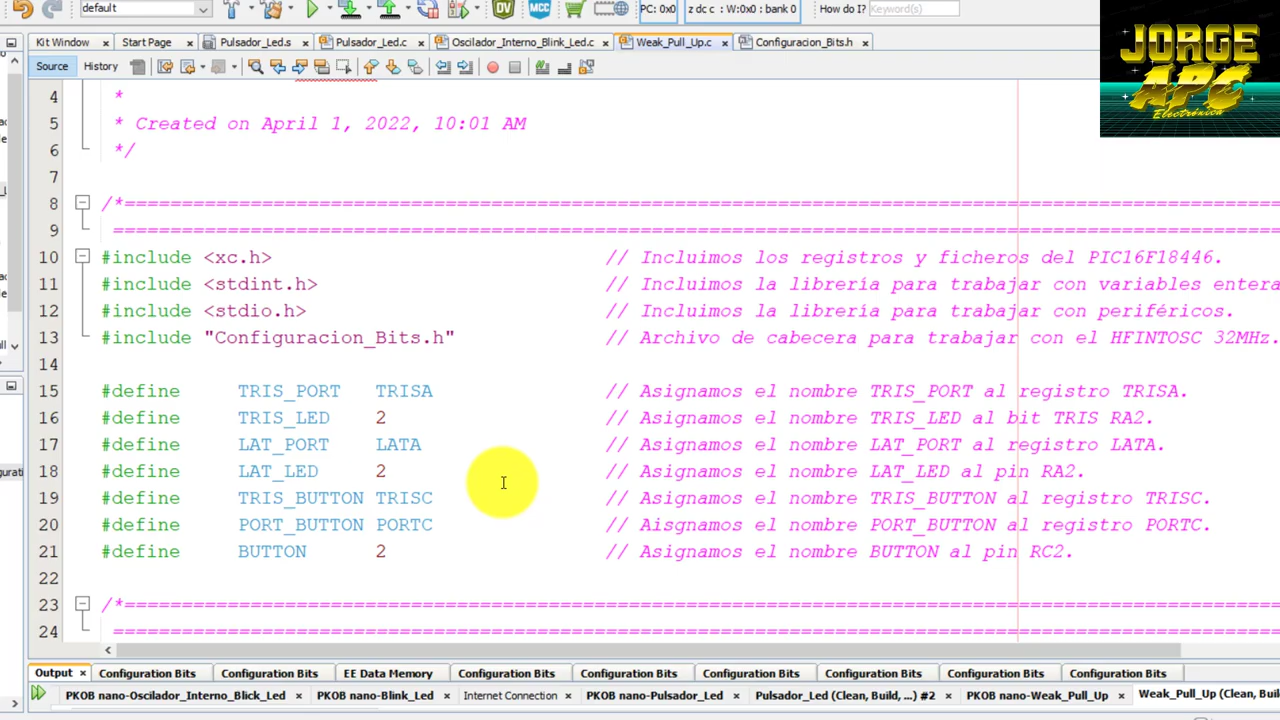 default
DV
MCC
PC: 0x0
z dc c : W:0x0 : bank 0
How do I?
Keyword(s)
JORGE
APC
Electrónica
Kit Window
Start Page
Pulsador_Led.s
Pulsador_Led.c
Oscilador_Interno_Blink_Led.c
Weak_Pull_Up.c
Configuracion_Bits.h
Source
History
4 *
5 * Created on April 1, 2022, 10:01 AM
6 */
7
8 /*====================================================================================
9 ====================================================================================
10 #include <xc.h> // Incluimos los registros y ficheros del PIC16F18446.
11 #include <stdint.h> // Incluimos la librería para trabajar con variables entera
12 #include <stdio.h> // Incluimos la librería para trabajar con periféricos.
13 #include "Configuracion_Bits.h" // Archivo de cabecera para trabajar con el HFINTOSC 32MHz.
14
15 #define TRIS_PORT TRISA // Asignamos el nombre TRIS_PORT al registro TRISA.
16 #define TRIS_LED 2 // Asignamos el nombre TRIS_LED al bit TRIS RA2.
17 #define LAT_PORT LATA // Asignamos el nombre LAT_PORT al registro LATA.
18 #define LAT_LED 2 // Asignamos el nombre LAT_LED al pin RA2.
19 #define TRIS_BUTTON TRISC // Asignamos el nombre TRIS_BUTTON al registro TRISC.
20 #define PORT_BUTTON PORTC // Aisgnamos el nombre PORT_BUTTON al registro PORTC.
21 #define BUTTON 2 // Asignamos el nombre BUTTON al pin RC2.
22
23 /*====================================================================================
24 ====================================================================================
Output
Configuration Bits
Configuration Bits
EE Data Memory
Configuration Bits
Configuration Bits
Configuration Bits
Configuration Bits
Configuration Bits
Configuration Bits
PKOB nano-Oscilador_Interno_Blick_Led
PKOB nano-Blink_Led
Internet Connection
PKOB nano-Pulsador_Led
Pulsador_Led (Clean, Build, ...) #2
PKOB nano-Weak_Pull_Up
Weak_Pull_Up (Clean, Buil